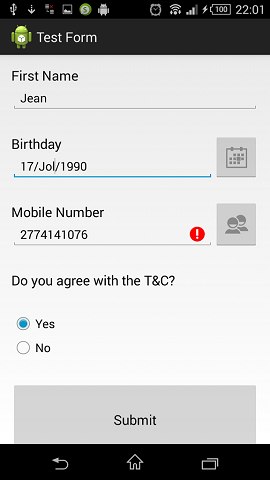 100 22:01
Test Form
First Name
Jean
Birthday
17/Jol/1990
Mobile Number
2774141076
Do you agree with the T&C?
Yes
No
Submit